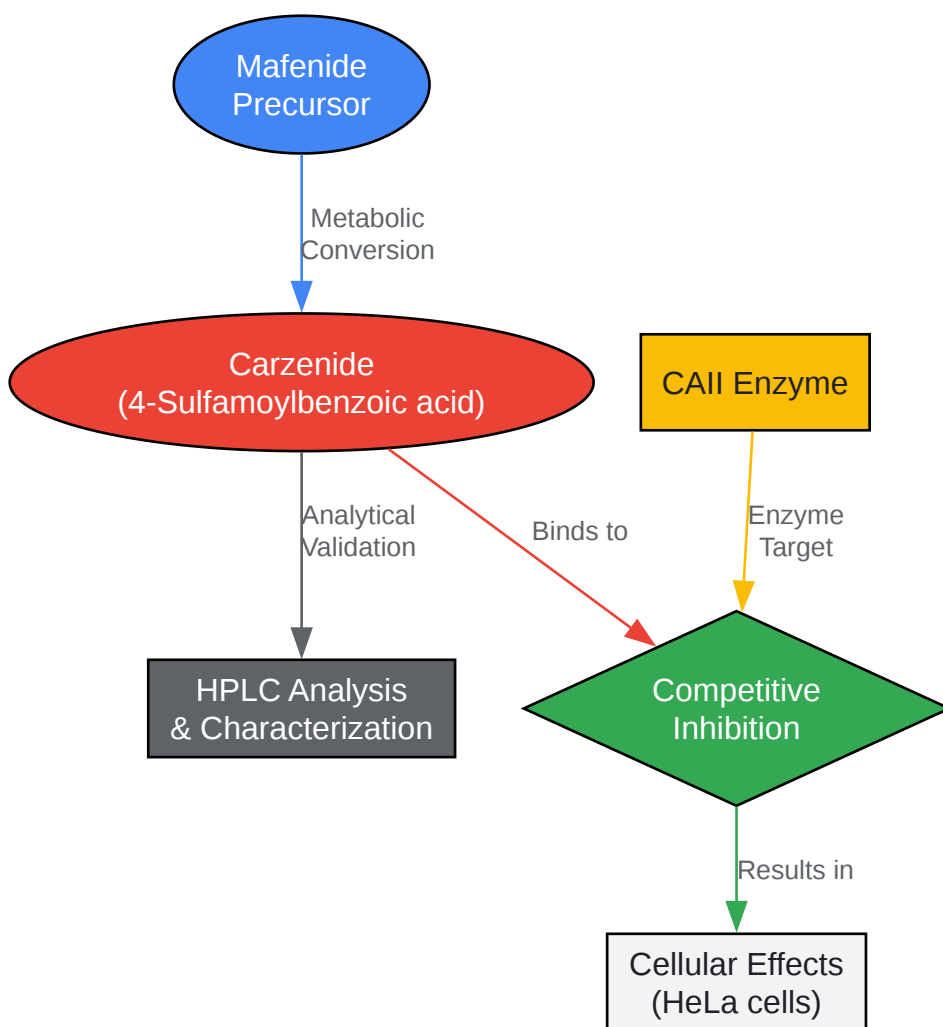 Mafenide
Precursor
Metabolic
Conversion
Carzenide
(4-Sulfamoylbenzoic acid)
CAII Enzyme
Analytical
Validation
Binds to
Enzyme
Target
HPLC Analysis
& Characterization
Competitive
Inhibition
Results in
Cellular Effects
(HeLa cells)